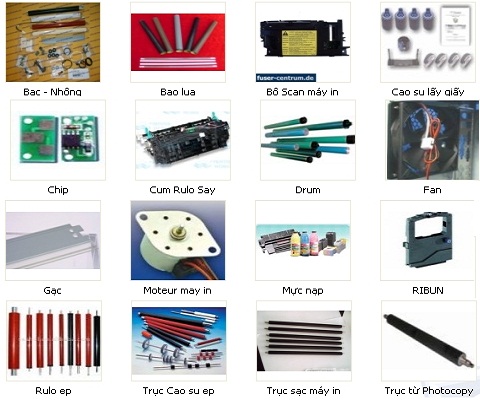 fuser-centrum.de
Bac - Nhông
Bao lụa
Bô Scan máy in
Cao su lấy giấy
Chip
Cum Rulo Say
Drum
Fan
Gạc
Moteur may in
Mực nạp
RIBUN
Rulo ep
Trục Cao su ep
Trục sạc máy in
Trục từ Photocopy